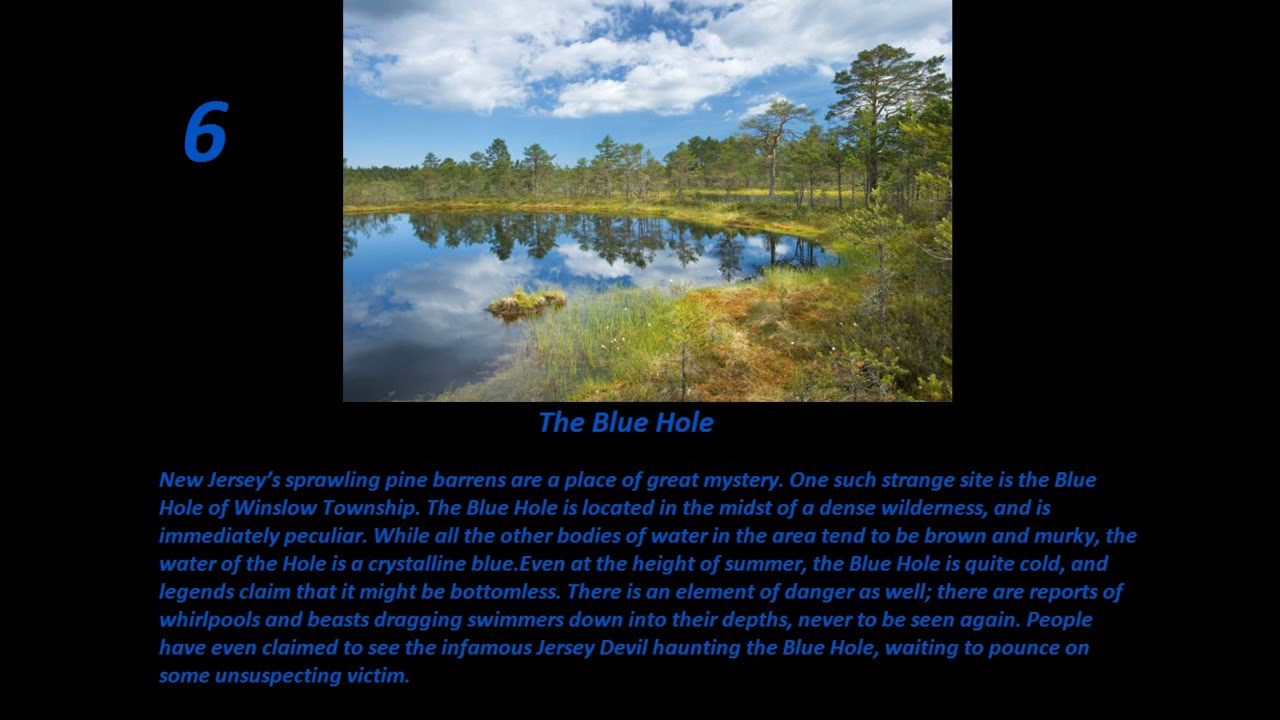 6
The Blue Hole
New Jersey’s sprawling pine barrens are a place of great mystery. One such strange site is the Blue
Hole of Winslow Township. The Blue Hole is located in the midst of a dense wilderness, and is
immediately peculiar. While all the other bodies of water in the area tend to be brown and murky, the
water of the Hole is a crystalline blue.Even at the height of summer, the Blue Hole is quite cold, and
legends claim that it might be bottomless. There is an element of danger as well; there are reports of
whirlpools and beasts dragging swimmers down into their depths, never to be seen again. People
have even claimed to see the infamous Jersey Devil haunting the Blue Hole, waiting to pounce on
some unsuspecting victim.